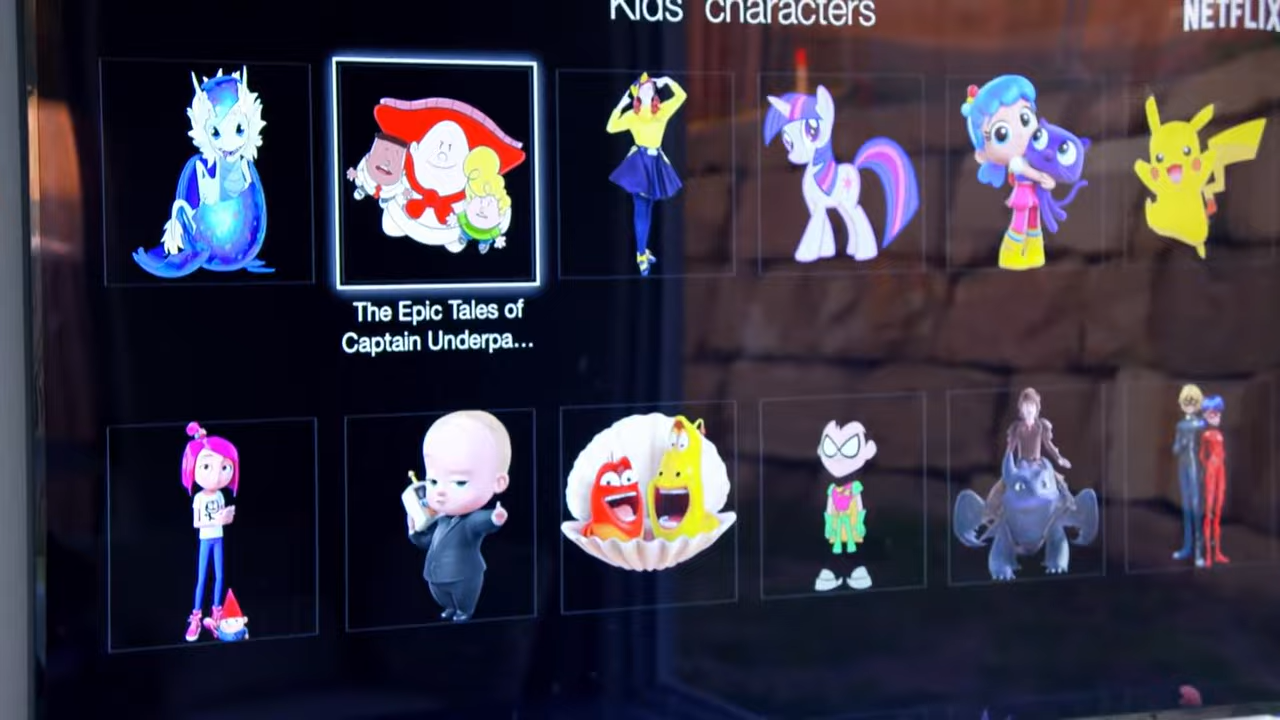 Kids' characters
NETFLIX
The Epic Tales of
Captain Underpa...